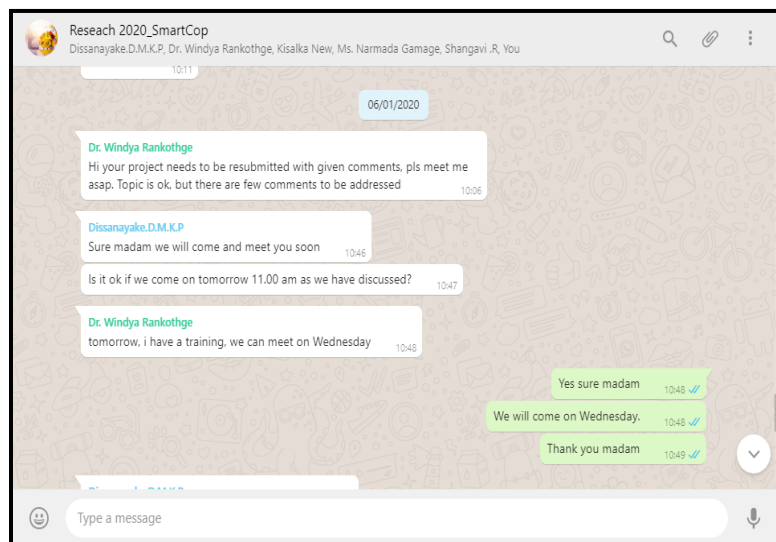 Reseach 2020_SmartCop
Dissanayake.D.M.K.P, Dr. Windya Rankothge, Kisalka New, Ms. Narmada Gamage, Shangavi .R, You
10:11
06/01/2020
Dr. Windya Rankothge
Hi your project needs to be resubmitted with given comments, pls meet me
asap. Topic is ok, but there are few comments to be addressed
10:06
Dissanayake.D.M.K.P
Sure madam we will come and meet you soon 10:46
Is it ok if we come on tomorrow 11.00 am as we have discussed? 10:47
Dr. Windya Rankothge
tomorrow, i have a training, we can meet on Wednesday 10:48
Yes sure madam 10:48
We will come on Wednesday. 10:48
Thank you madam 10:49
Type a message